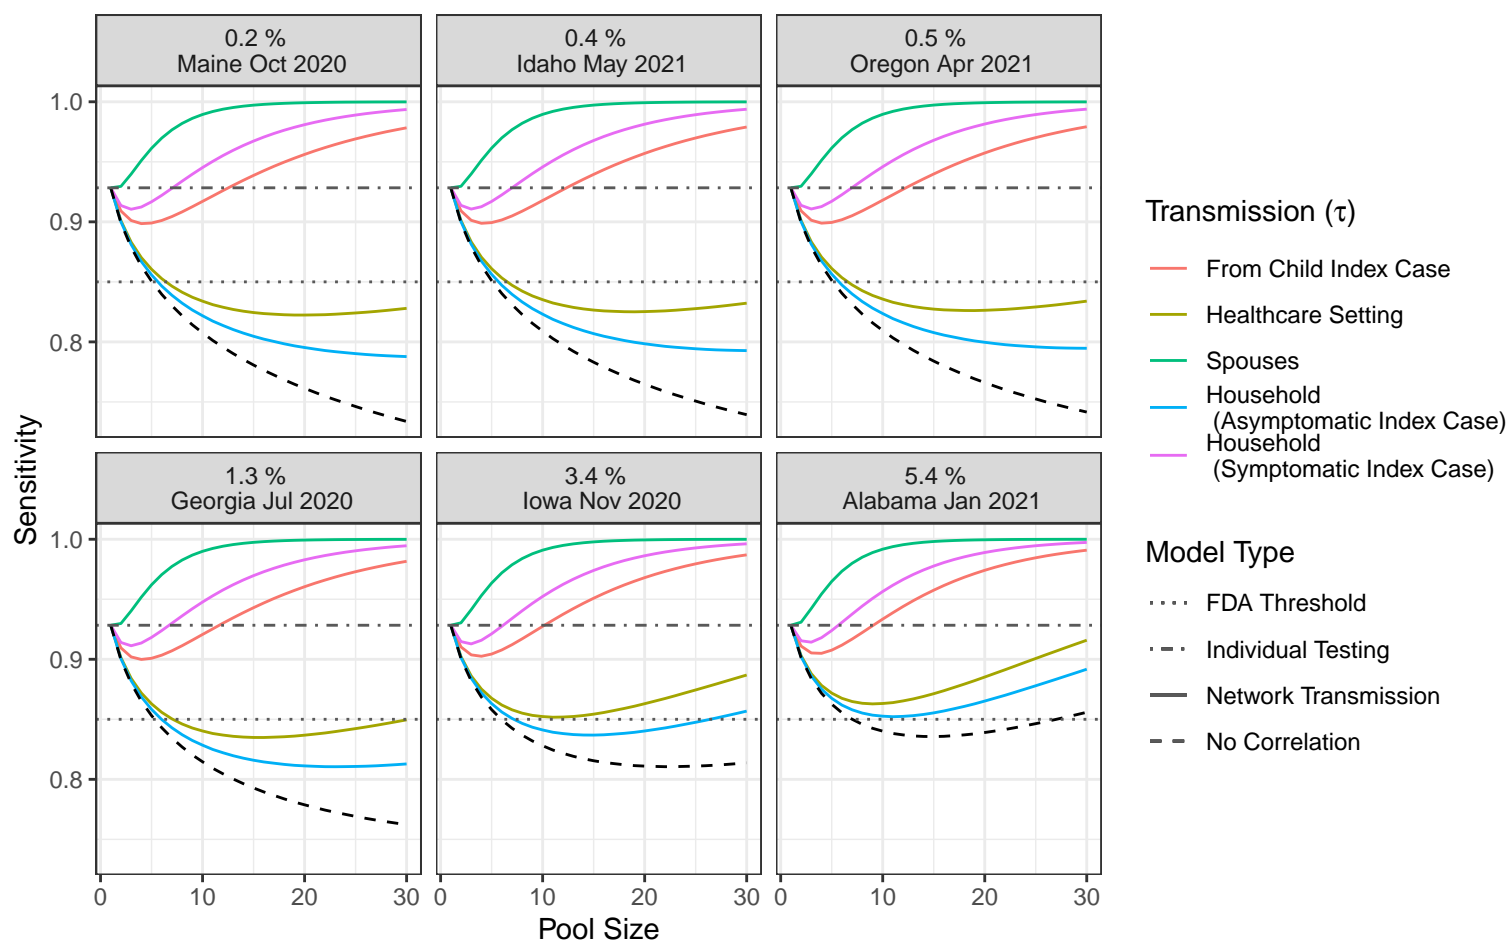 0.2 %
Maine Oct 2020
0.4 %
Idaho May 2021
0.5 %
Oregon Apr 2021
1.0
0.9
0.8
1.3 %
Georgia Jul 2020
3.4 %
Iowa Nov 2020
5.4 %
Alabama Jan 2021
1.0
0.9
0.8
0 10 20 30
0 10 20 30
0 10 20 30
Sensitivity
Pool Size
Transmission (τ)
From Child Index Case
Healthcare Setting
Spouses
Household
(Asymptomatic Index Case)
Household
(Symptomatic Index Case)
Model Type
FDA Threshold
Individual Testing
Network Transmission
No Correlation